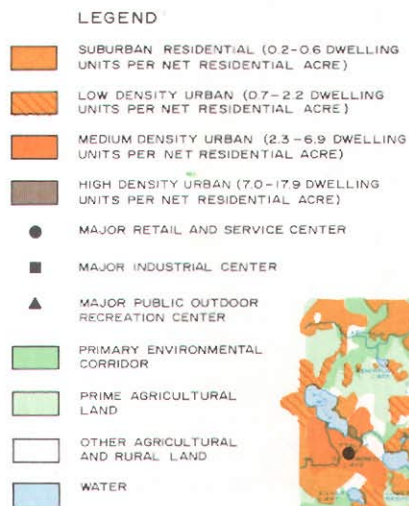 LEGEND
SUBURBAN RESIDENTIAL (0.2-0.6 DWELLING
UNITS PER NET RESIDENTIAL ACRE)
LOW DENSITY URBAN (0.7-2.2 DWELLING
UNITS PER NET RESIDENTIAL ACRE)
MEDIUM DENSITY URBAN (2.3-6.9 DWELLING
UNITS PER NET RESIDENTIAL ACRE)
HIGH DENSITY URBAN (7.0-17.9 DWELLING
UNITS PER NET RESIDENTIAL ACRE)
MAJOR RETAIL AND SERVICE CENTER
MAJOR INDUSTRIAL CENTER
MAJOR PUBLIC OUTDOOR
RECREATION CENTER
PRIMARY ENVIRONMENTAL
CORRIDOR
PRIME AGRICULTURAL
LAND
OTHER AGRICULTURAL
AND RURAL LAND
WATER